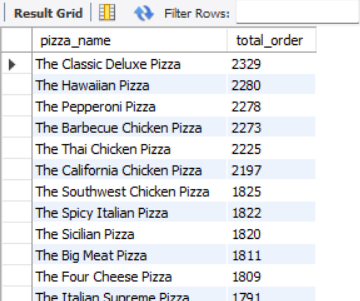 Result Grid Filter Rows:
pizza_name total_order
The Classic Deluxe Pizza 2329
The Hawaiian Pizza 2280
The Pepperoni Pizza 2278
The Barbecue Chicken Pizza 2273
The Thai Chicken Pizza 2225
The California Chicken Pizza 2197
The Southwest Chicken Pizza 1825
The Spicy Italian Pizza 1822
The Sicilian Pizza 1820
The Big Meat Pizza 1811
The Four Cheese Pizza 1809
The Italian Supreme Pizza 1791